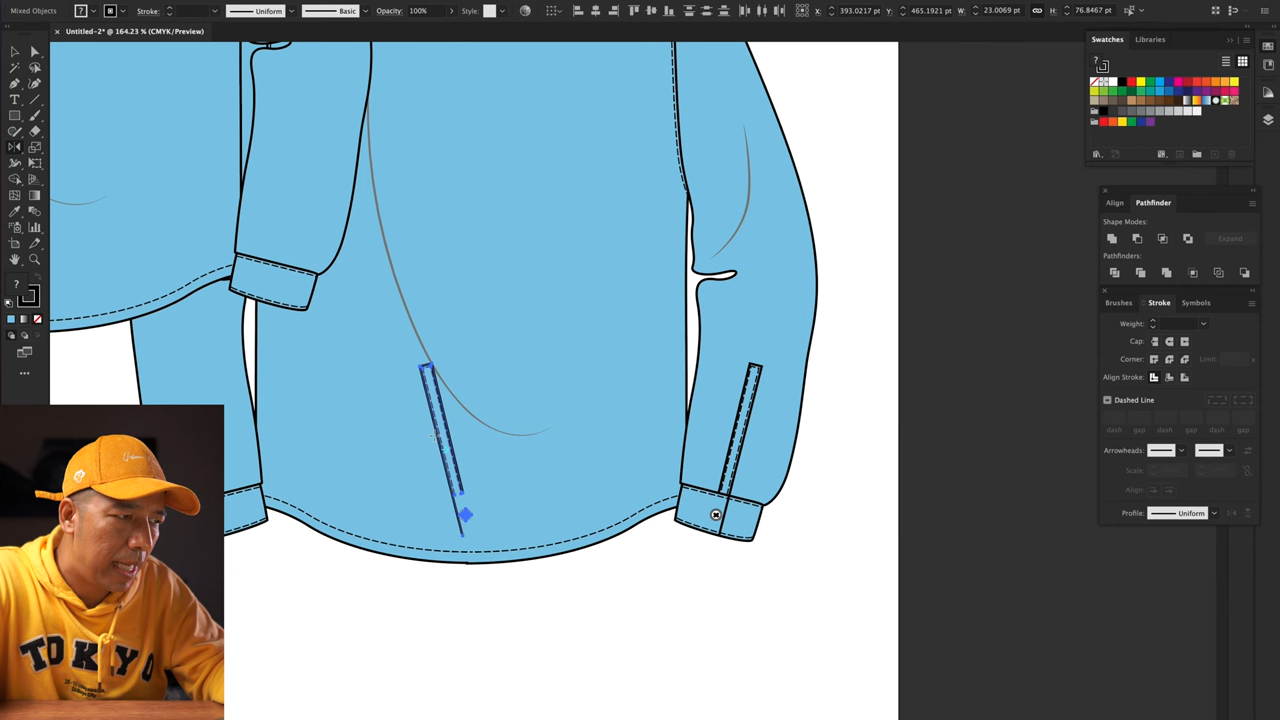 Mixed Objects
?
Stroke:
Uniform
Basic
Opacity: 100%
Style:
X: 393.0217 pt
Y: 465.1921 pt
W: 23.0069 pt
H: 76.8467 pt
× Untitled-2* @ 164.23 % (CMYK/Preview)
Swatches
Libraries
?
Align
Pathfinder
Shape Modes:
Expand
Pathfinders:
Brushes
Stroke
Symbols
Weight:
Cap:
Corner:
Limit:
Align Stroke:
Dashed Line
dash
gap
dash
gap
dash
gap
Arrowheads:
Scale:
Align:
Profile:
Uniform
?
TOKYO